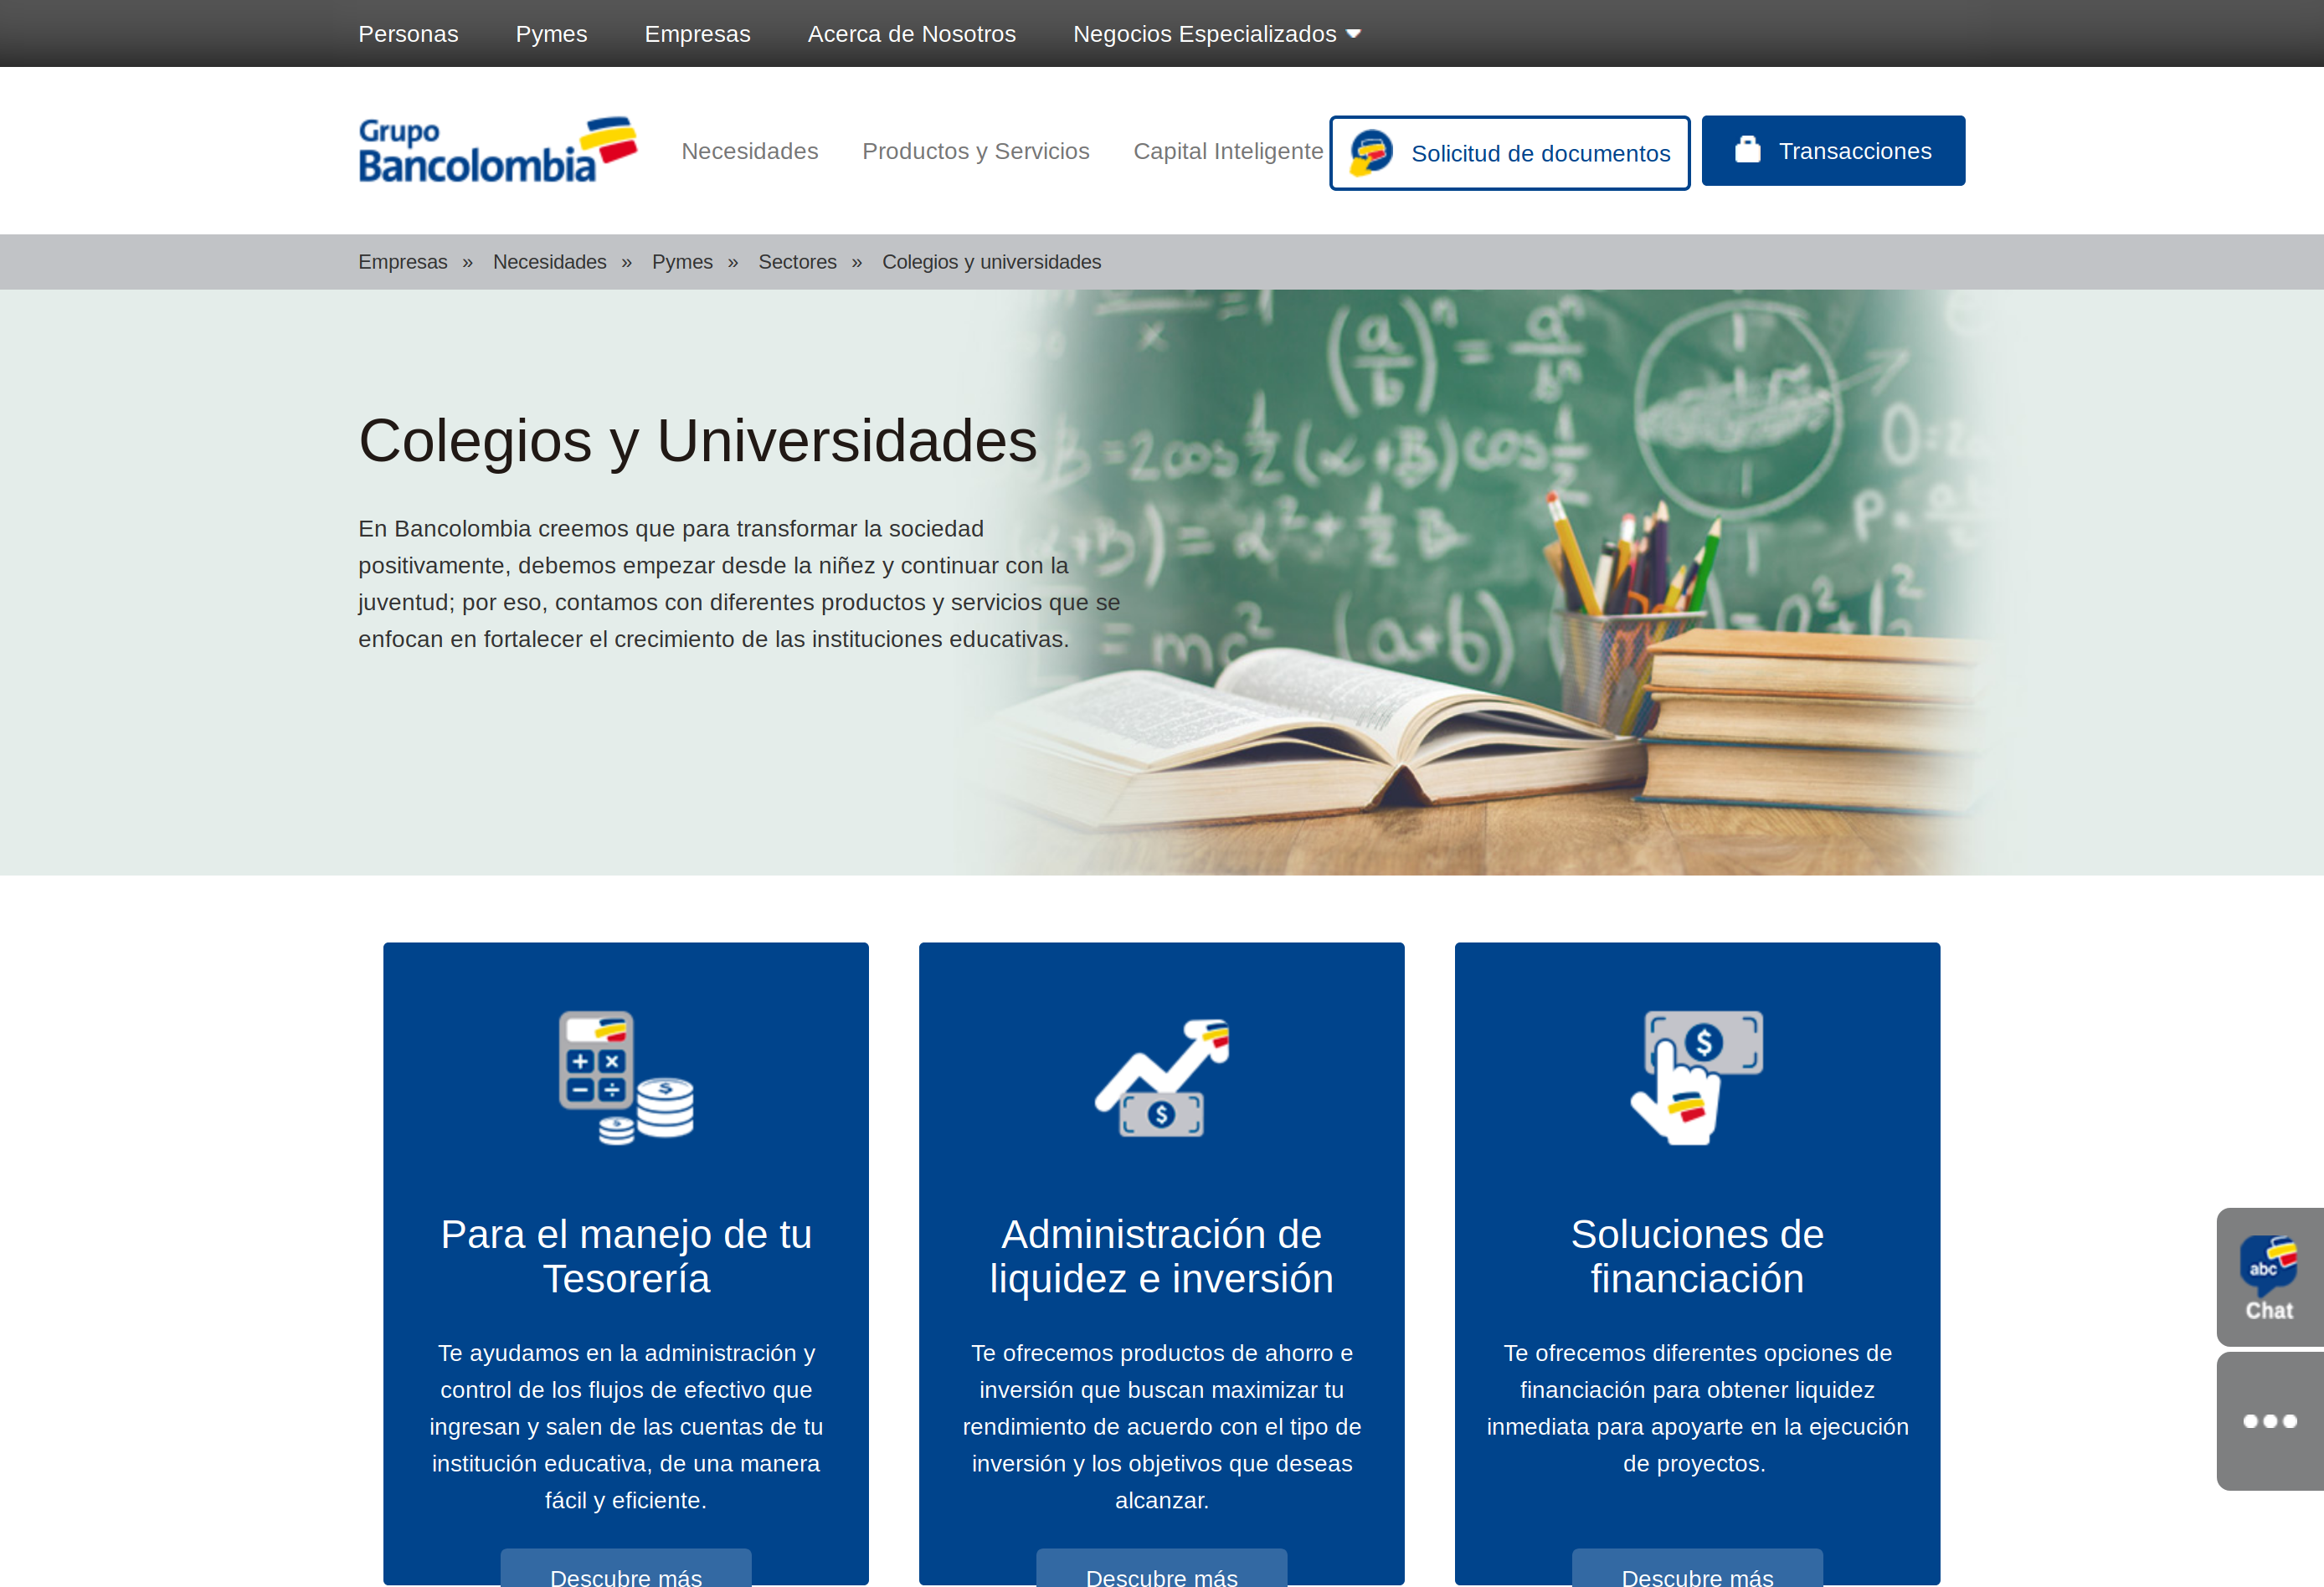 Personas Pymes Empresas Acerca de Nosotros Negocios Especializados
Grupo
Bancolombia
Necesidades Productos y Servicios Capital Inteligente Solicitud de documentos Transacciones
Empresas » Necesidades » Pymes » Sectores » Colegios y universidades
Colegios y Universidades
En Bancolombia creemos que para transformar la sociedad
positivamente, debemos empezar desde la niñez y continuar con la
juventud; por eso, contamos con diferentes productos y servicios que se
enfocan en fortalecer el crecimiento de las instituciones educativas.
Para el manejo de tu
Tesorería
Te ayudamos en la administración y
control de los flujos de efectivo que
ingresan y salen de las cuentas de tu
institución educativa, de una manera
fácil y eficiente.
Descubre más
Administración de
liquidez e inversión
Te ofrecemos productos de ahorro e
inversión que buscan maximizar tu
rendimiento de acuerdo con el tipo de
inversión y los objetivos que deseas
alcanzar.
Descubre más
Soluciones de
financiación
Te ofrecemos diferentes opciones de
financiación para obtener liquidez
inmediata para apoyarte en la ejecución
de proyectos.
Descubre más
abc
Chat